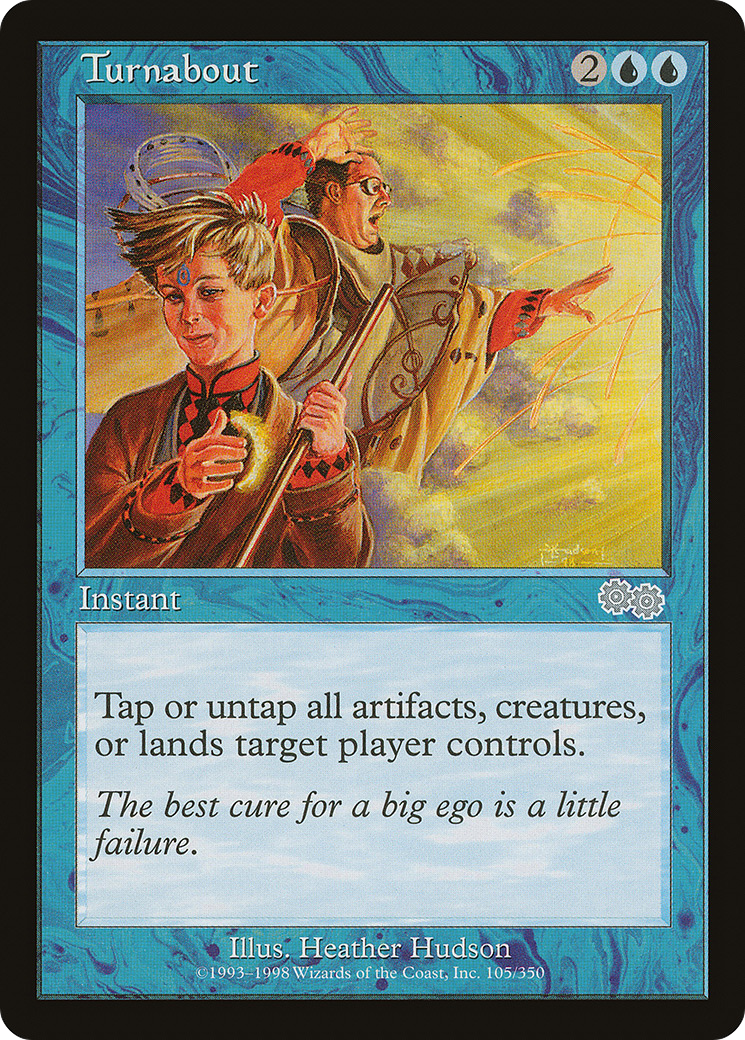 Turnabout
2
Instant
Tap or untap all artifacts, creatures,
or lands target player controls.
The best cure for a big ego is a little
failure.
Illus. Heather Hudson
©1993–1998 Wizards of the Coast, Inc. 105/350